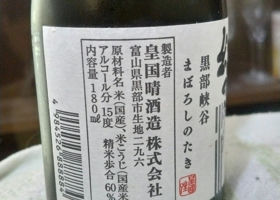 黒部峡谷
まぼろしのたき
製造者
皇国晴酒造株式会社
富山県黒部市生地二九六
原材料名 米(国産)、米こうじ(国産米
アルコール分 15度 精米歩合 60%
内容量 180㎖